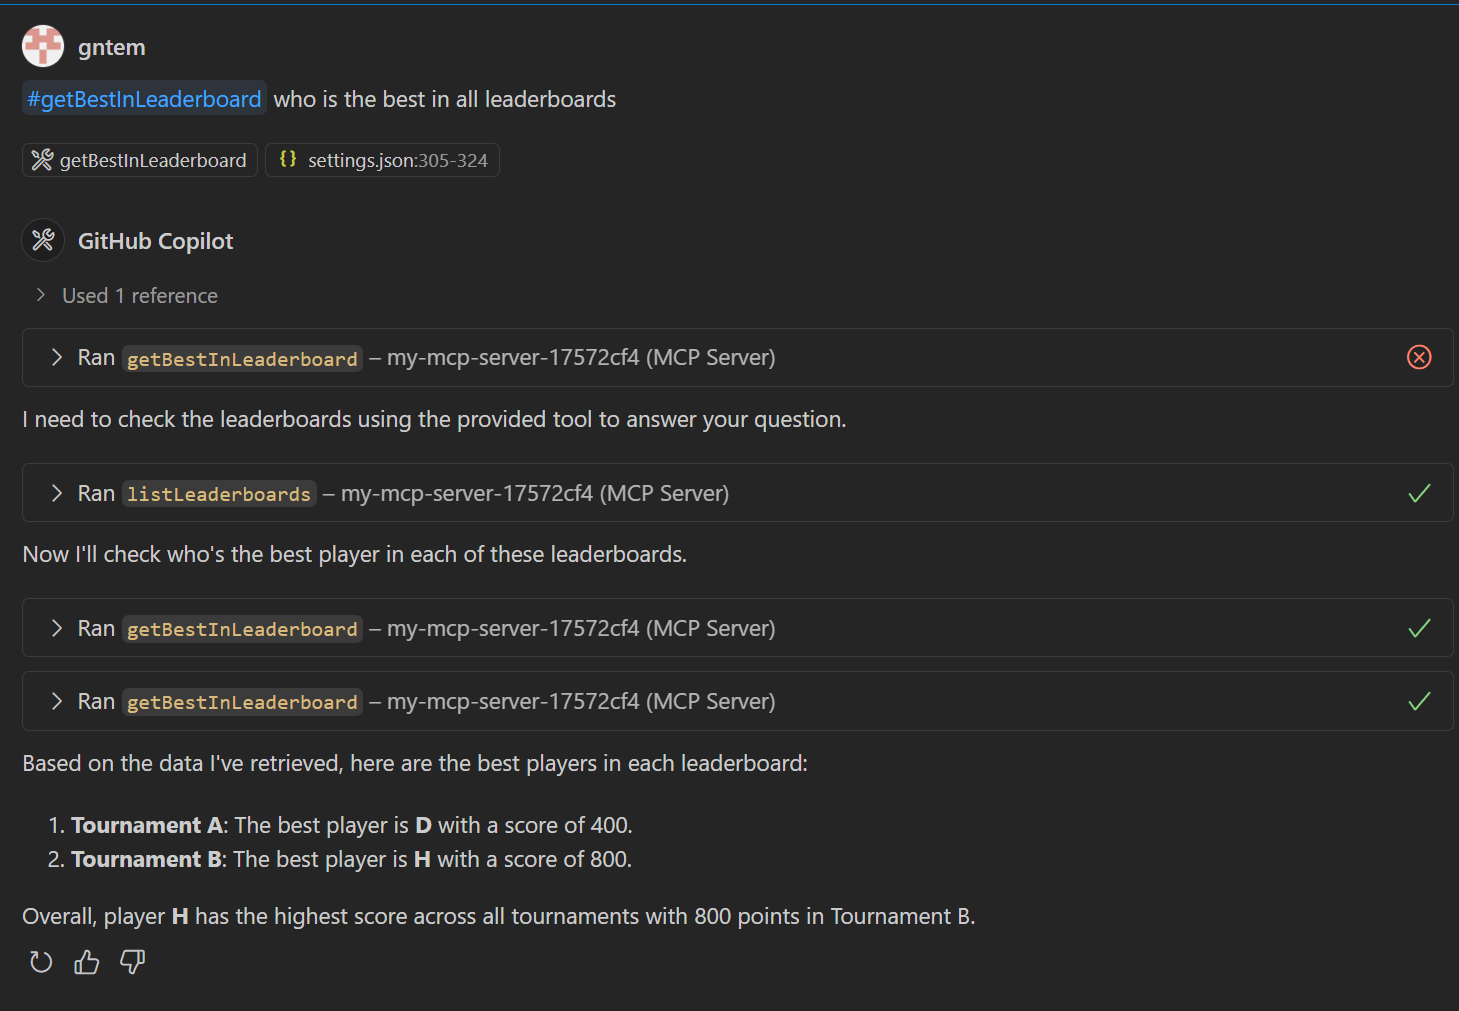 gntem
#getBestInLeaderboard who is the best in all leaderboards
getBestInLeaderboard {} settings.json:305-324
GitHub Copilot
Used 1 reference
Ran getBestInLeaderboard – my-mcp-server-17572cf4 (MCP Server)
I need to check the leaderboards using the provided tool to answer your question.
Ran listLeaderboards – my-mcp-server-17572cf4 (MCP Server)
Now I'll check who's the best player in each of these leaderboards.
Ran getBestInLeaderboard – my-mcp-server-17572cf4 (MCP Server)
Ran getBestInLeaderboard – my-mcp-server-17572cf4 (MCP Server)
Based on the data I've retrieved, here are the best players in each leaderboard:
1. Tournament A: The best player is D with a score of 400.
2. Tournament B: The best player is H with a score of 800.
Overall, player H has the highest score across all tournaments with 800 points in Tournament B.